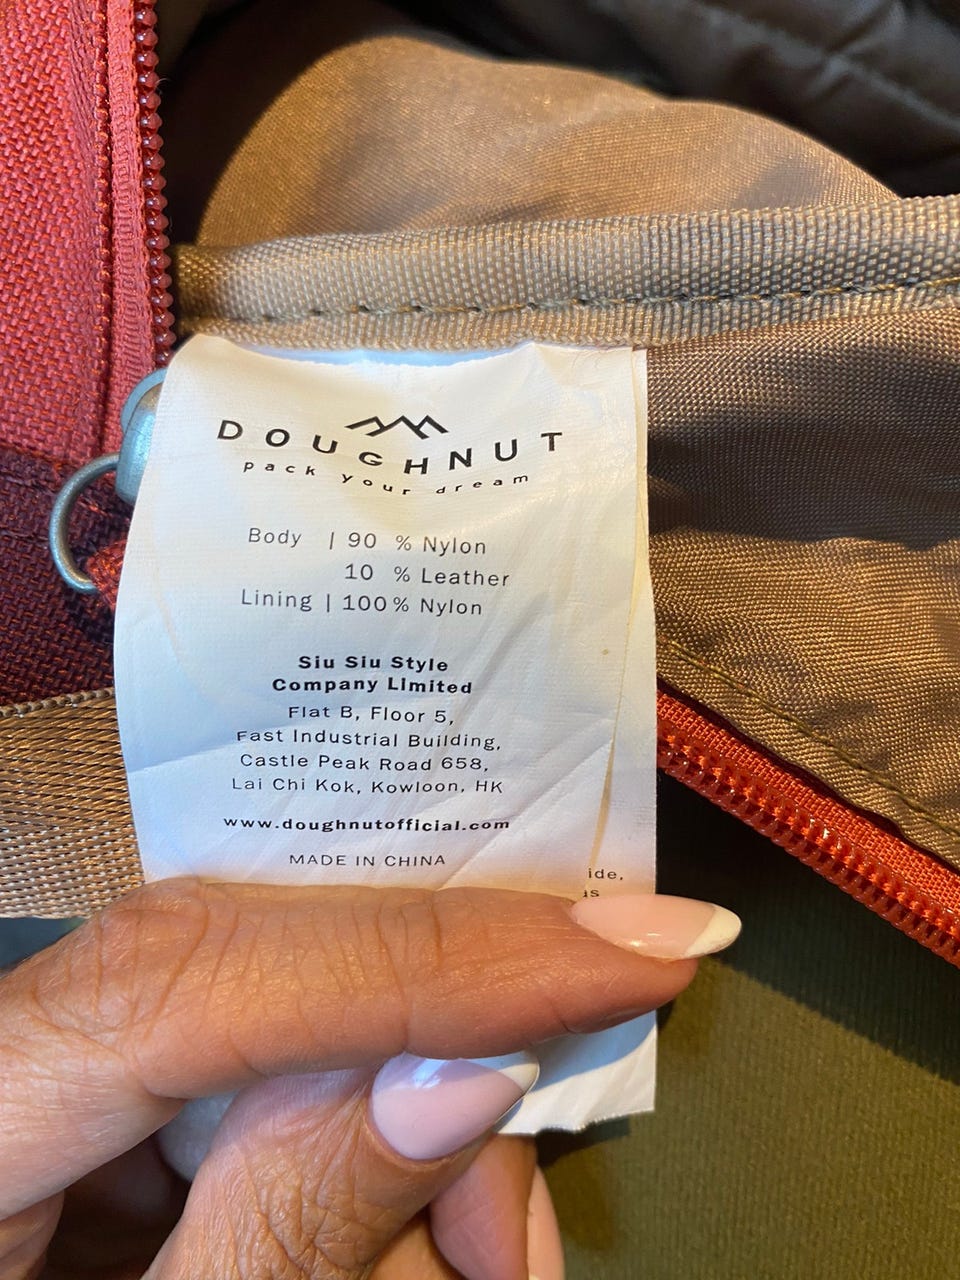 DOUGHNUT
pack your dream
Body | 90 % Nylon
10 % Leather
Lining | 100% Nylon
Siu Siu Style
Company LImited
Flat B, Floor 5,
Fast Industrial Building,
Castle Peak Road 658,
Lai Chi Kok, Kowloon, HK
www.doughnutofficial.com
MADE IN CHINA